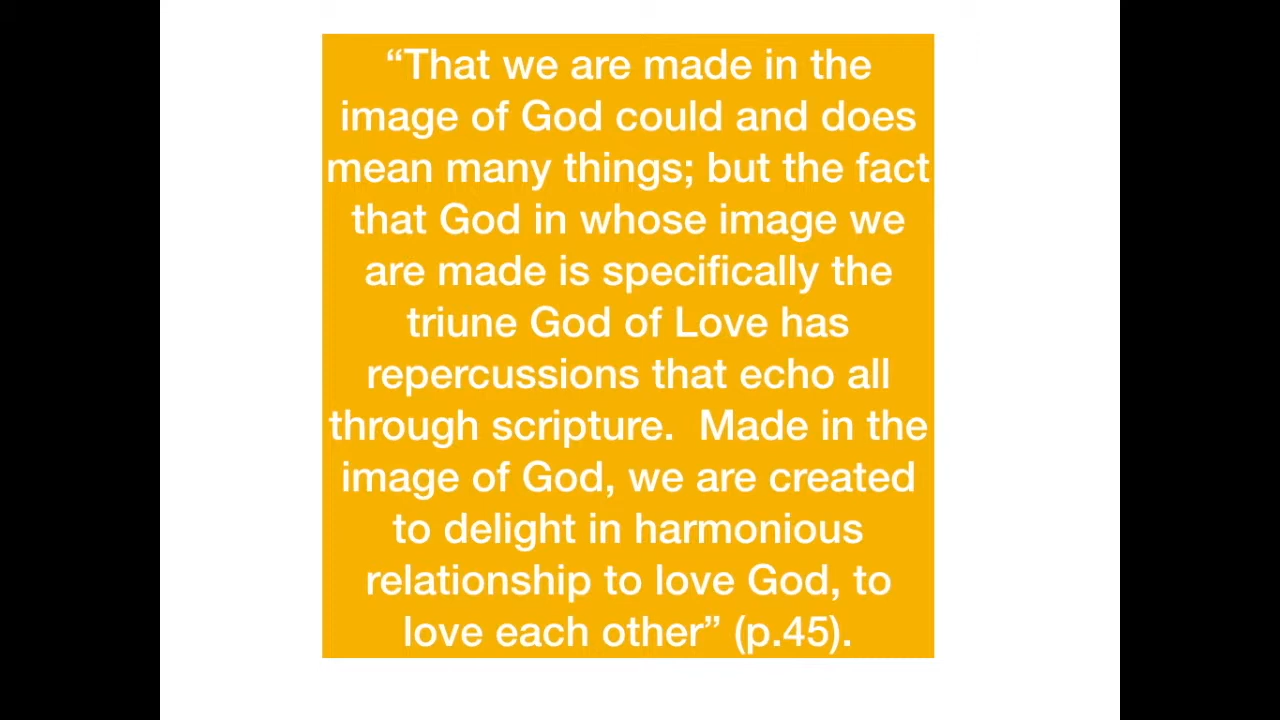 “That we are made in the
image of God could and does
mean many things; but the fact
that God in whose image we
are made is specifically the
triune God of Love has
repercussions that echo all
through scripture.  Made in the
image of God, we are created
to delight in harmonious
relationship to love God, to
love each other” (p.45).